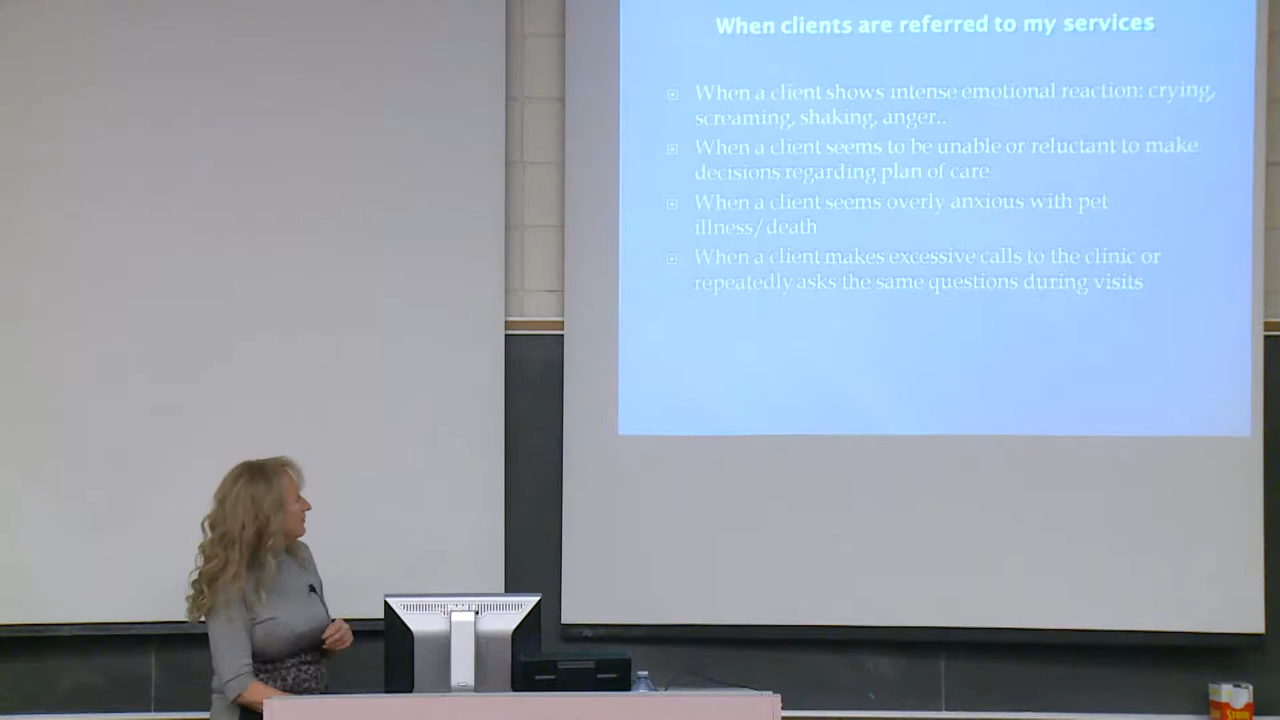 When clients are referred to my services
When a client shows intense emotional reaction: crying,
screaming, shaking, anger..
When a client seems to be unable or reluctant to make
decisions regarding plan of care
When a client seems overly anxious with pet
illness/death
When a client makes excessive calls to the clinic or
repeatedly asks the same questions during visits